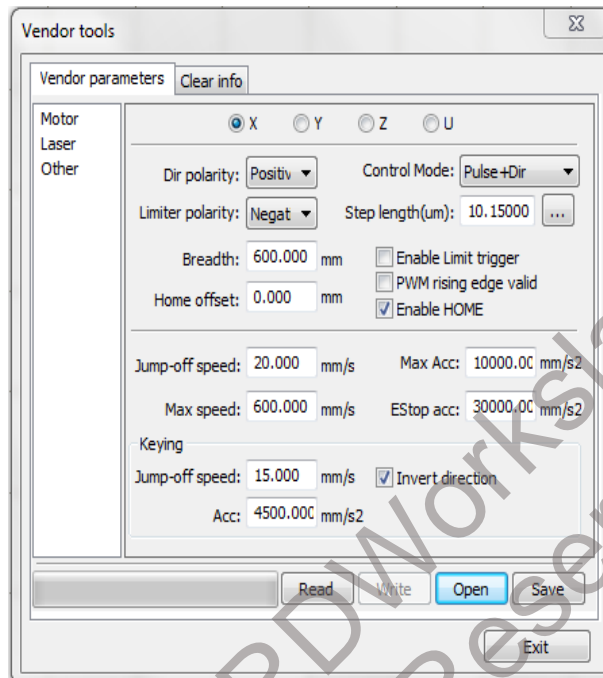 Vendor tools
Vendor parameters Clear info
Motor
Laser
Other
X Y Z U
Dir polarity: Positiv Control Mode: Pulse+Dir
Limiter polarity: Negat Step length(um): 10.15000 ...
Breadth: 600.000 mm Enable Limit trigger
PWM rising edge valid
Home offset: 0.000 mm Enable HOME
Jump-off speed: 20.000 mm/s Max Acc: 10000.00 mm/s2
Max speed: 600.000 mm/s EStop acc: 30000.00 mm/s2
Keying
Jump-off speed: 15.000 mm/s Invert direction
Acc: 4500.000 mm/s2
Read Write Open Save
Exit